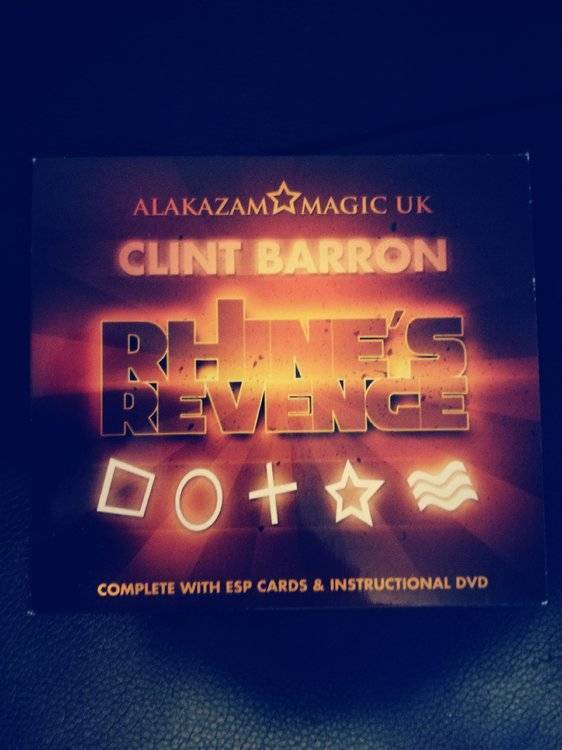 ALAKAZAM MAGIC UK
CLINT BARRON
RHINE'S
REVENGE
COMPLETE WITH ESP CARDS & INSTRUCTIONAL DVD